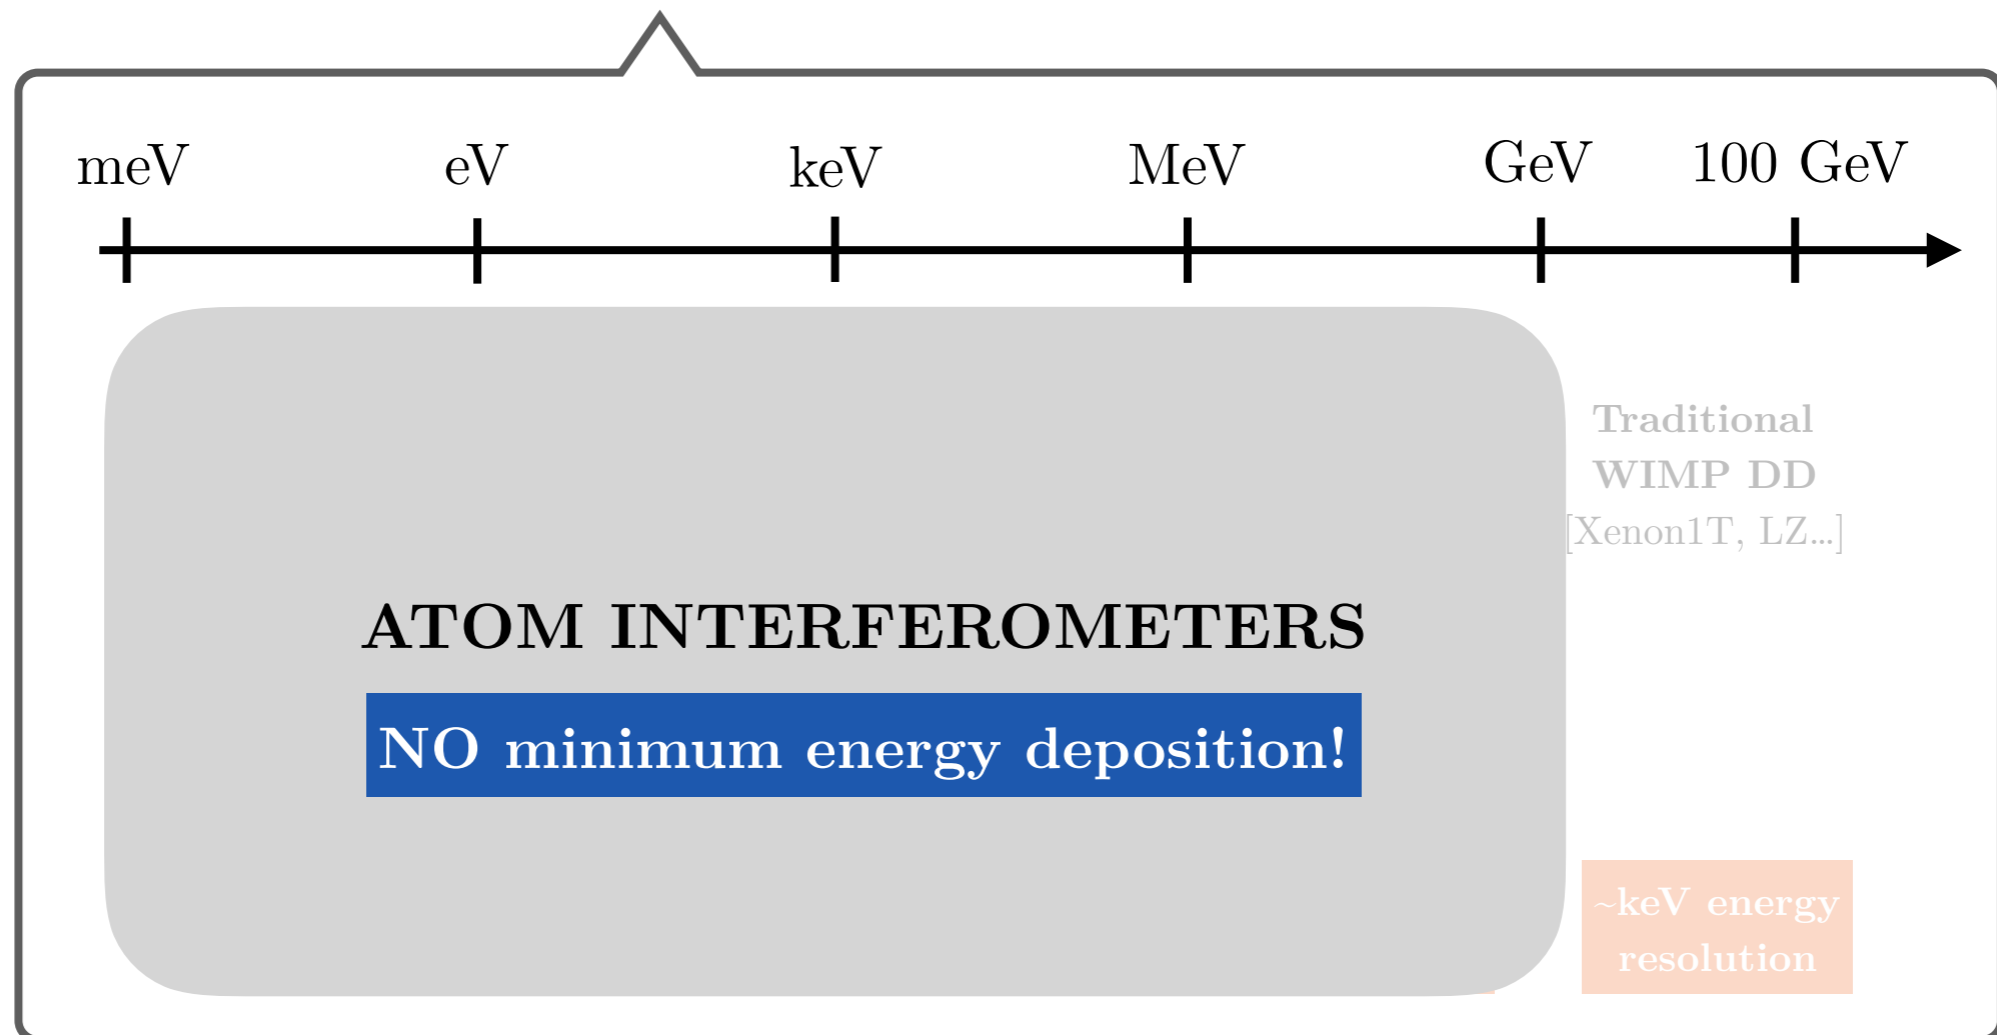 meV eV keV MeV GeV 100 GeV
Traditional
WIMP DD
[Xenon1T, LZ...]
ATOM INTERFEROMETERS
NO minimum energy deposition!
~keV energy
resolution